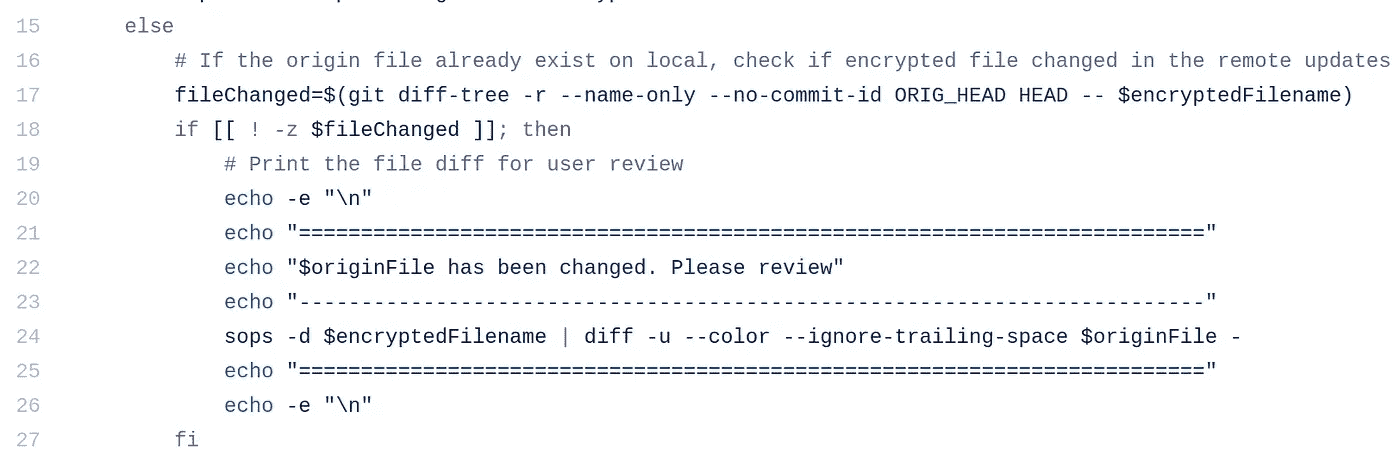 15 else
16 # If the origin file already exist on local, check if encrypted file changed in the remote updates
17 fileChanged=$(git diff-tree -r --name-only --no-commit-id ORIG_HEAD HEAD -- $encryptedFilename)
18 if [[ ! -z $fileChanged ]]; then
19 # Print the file diff for user review
20 echo -e "\n"
21 echo "========================================================================="
22 echo "$originFile has been changed. Please review"
23 echo "-------------------------------------------------------------------------"
24 sops -d $encryptedFilename | diff -u --color --ignore-trailing-space $originFile -
25 echo "========================================================================="
26 echo -e "\n"
27 fi